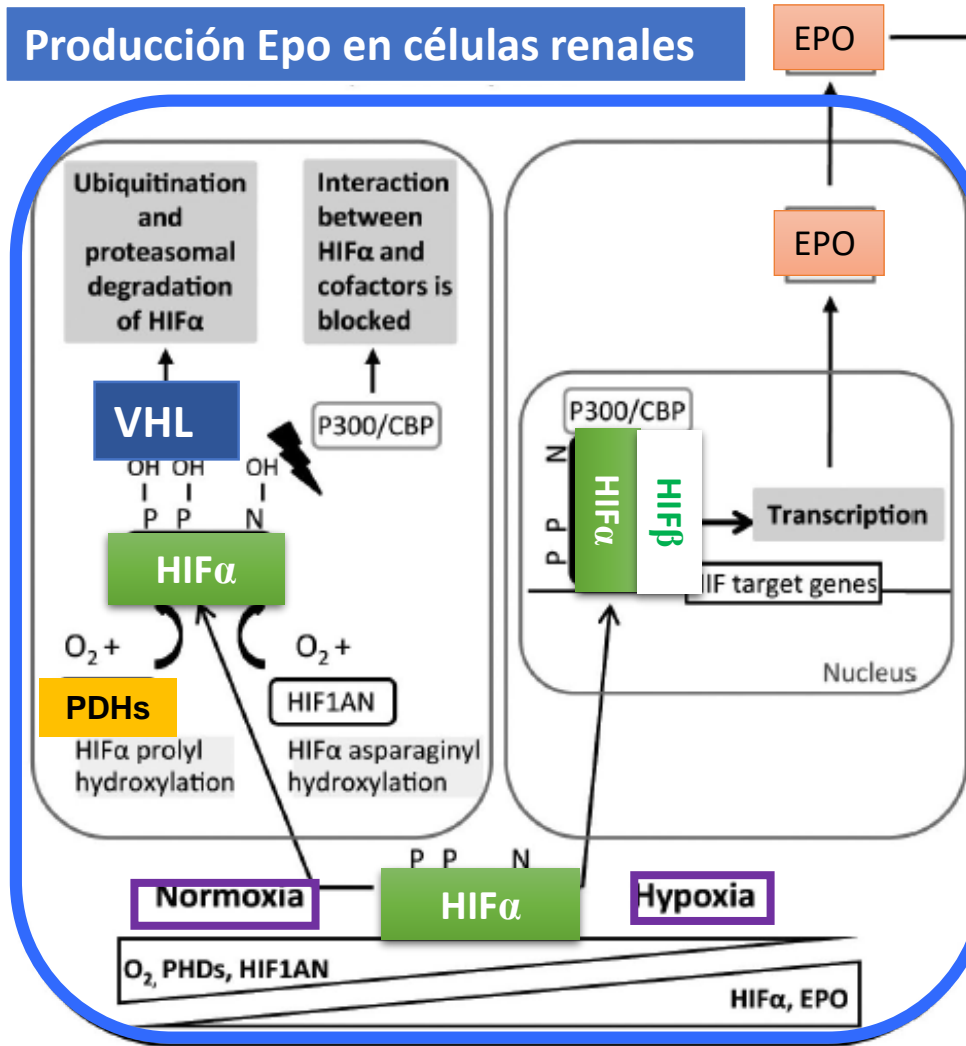 Producción Epo en células renales
EPO
EPO
Ubiquitination
and
proteasomal
degradation
of HIFα
Interaction
between
HIFα and
cofactors is
blocked
VHL
P300/CBP
OH OH OH
P P N
HIFα
O₂ +
PDHs
HIFα prolyl
hydroxylation
O₂ +
HIF1AN
HIFα asparaginyl
hydroxylation
P300/CBP
N
P P
HIFα
HIFβ
Transcription
IF target genes
Nucleus
P P N
Normoxia
HIFα
Hypoxia
O₂, PHDs, HIF1AN
HIFα, EPO